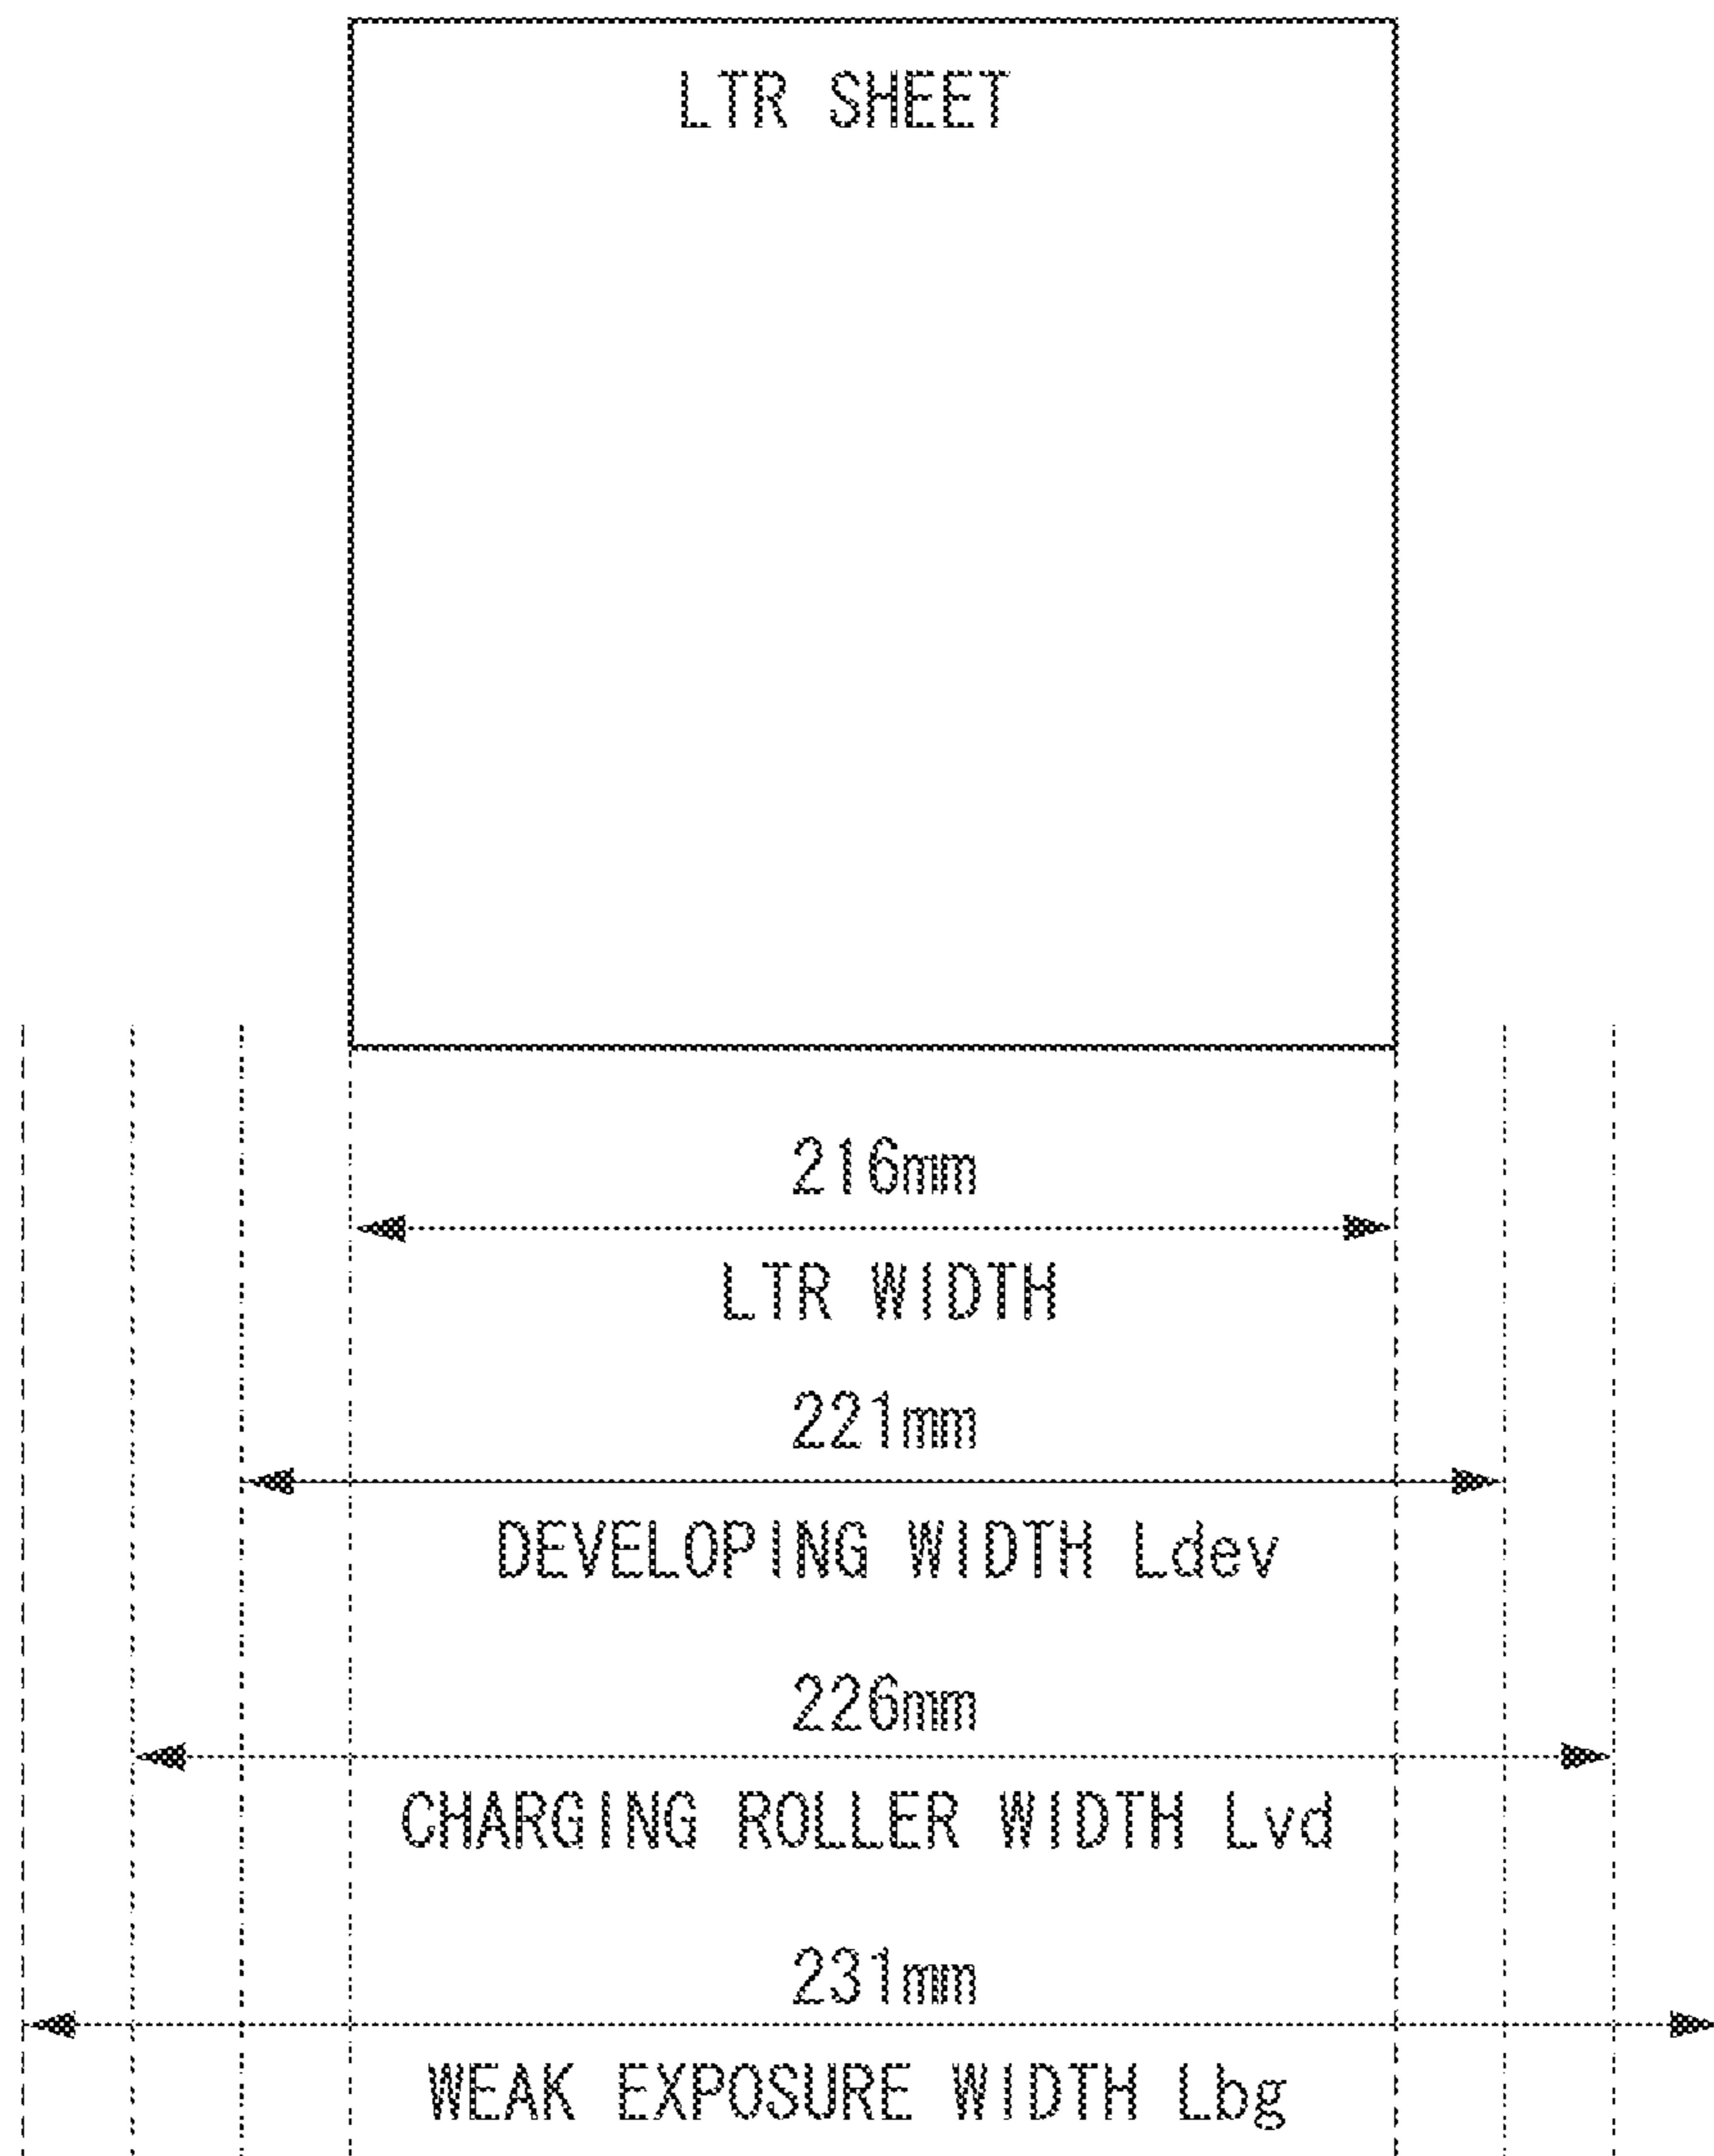 LTR SHEET
216mm
LTR WIDTH
221mm
DEVELOPING WIDTH Ldev
226mm
CHARGING ROLLER WIDTH Lvd
231mm
WEAK EXPOSURE WIDTH Lbg